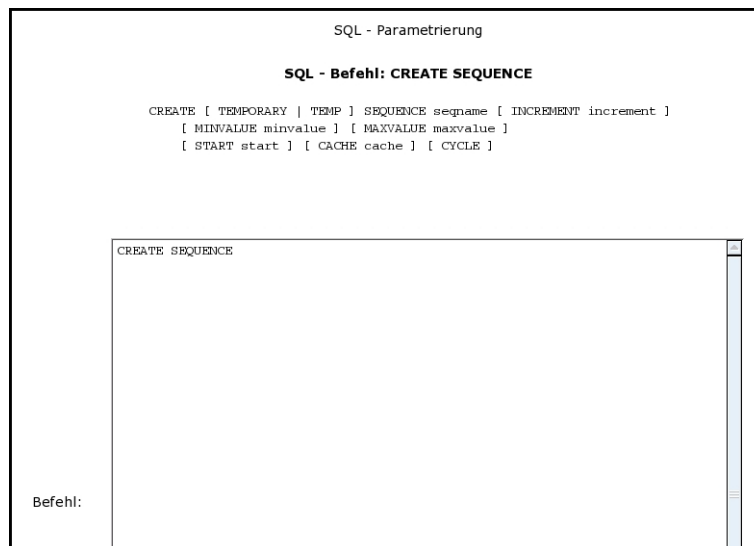 SQL - Parametrierung
SQL - Befehl: CREATE SEQUENCE
CREATE [ TEMPORARY | TEMP ] SEQUENCE seqname [ INCREMENT increment ]
[ MINVALUE minvalue ] [ MAXVALUE maxvalue ]
[ START start ] [ CACHE cache ] [ CYCLE ]
CREATE SEQUENCE
Befehl: